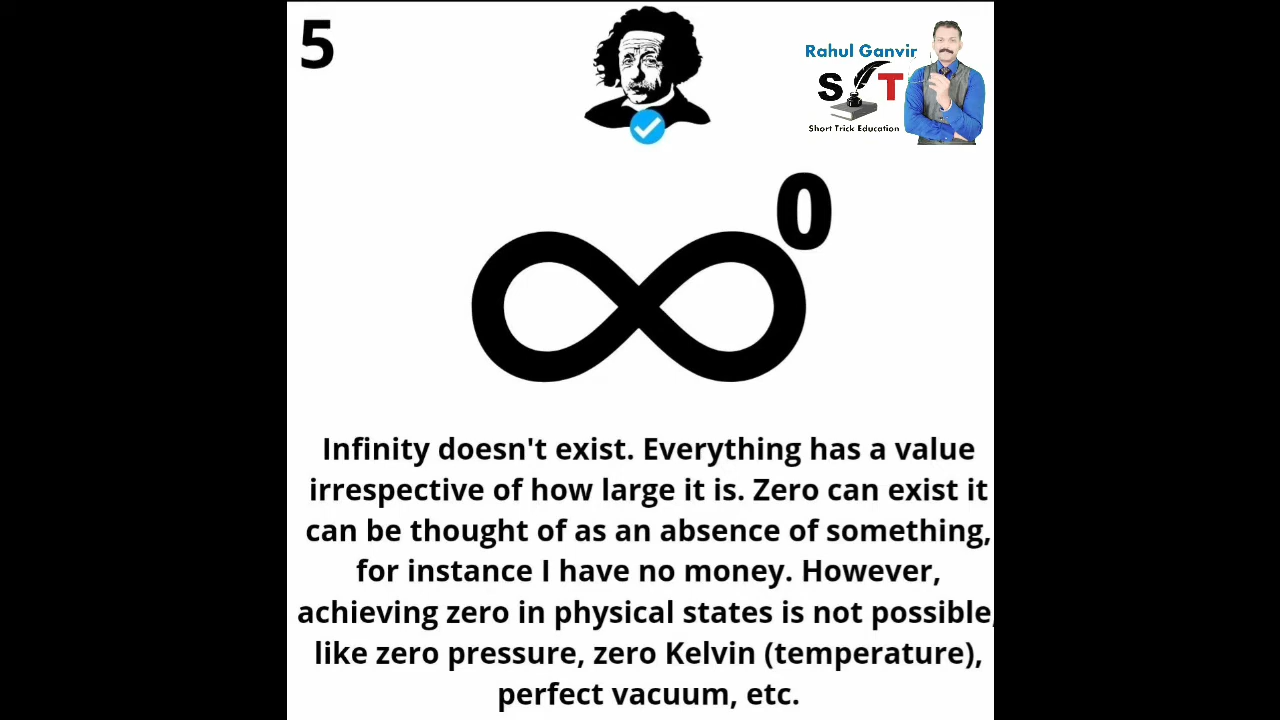 5
Rahul Ganvir
S T
Short Trick Education
∞⁰
Infinity doesn't exist. Everything has a value
irrespective of how large it is. Zero can exist it
can be thought of as an absence of something,
for instance I have no money. However,
achieving zero in physical states is not possible,
like zero pressure, zero Kelvin (temperature),
perfect vacuum, etc.